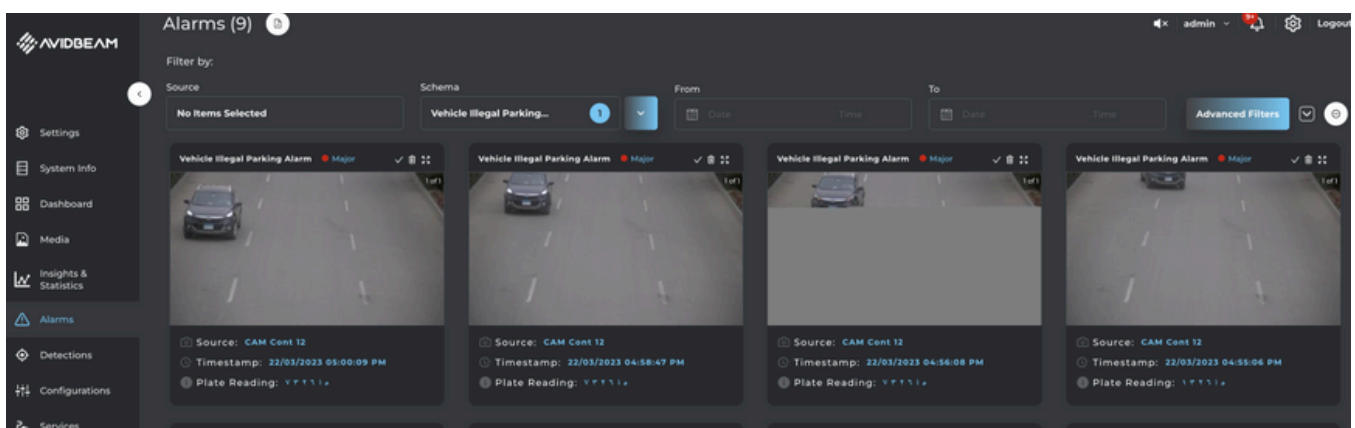 AVIDBEAM
Alarms (9)
9+
admin
Logout
Filter by:
Source
Schema
From
To
No Items Selected
Vehicle Illegal Parking...
1
Date
Time
Date
Time
Advanced Filters
Settings
System Info
Dashboard
Media
Insights &
Statistics
Alarms
Detections
Configurations
Services
Vehicle Illegal Parking Alarm Major
1 of 1
Source: CAM Cont 12
Timestamp: 22/03/2023 05:00:09 PM
Plate Reading:
Vehicle Illegal Parking Alarm Major
1 of 1
Source: CAM Cont 12
Timestamp: 22/03/2023 04:58:47 PM
Plate Reading:
Vehicle Illegal Parking Alarm Major
1 of 1
Source: CAM Cont 12
Timestamp: 22/03/2023 04:56:08 PM
Plate Reading:
Vehicle Illegal Parking Alarm Major
1 of 1
Source: CAM Cont 12
Timestamp: 22/03/2023 04:55:06 PM
Plate Reading: